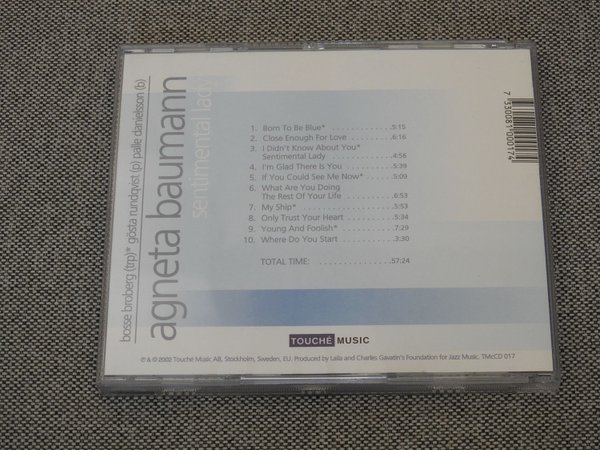 bosse broberg (trp)* gösta rundqvist (p) palle danielsson (b)
agneta baumann
sentimental lady
1. Born To Be Blue* . . . . . . . . . . . .5:15
2. Close Enough For Love . . . . . . . . .6:16
3. I Didn't Know About You*
Sentimental Lady . . . . . . . . . . .4:56
4. I'm Glad There Is You . . . . . . . . .5:39
5. If You Could See Me Now* . . . . .5:09
6. What Are You Doing
The Rest Of Your Life . . . . . . . . .6:53
7. My Ship* . . . . . . . . . . . . . . . .5:53
8. Only Trust Your Heart . . . . . . . . .5:34
9. Young And Foolish* . . . . . . . . . .7:29
10. Where Do You Start . . . . . . . . . .3:30
TOTAL TIME: . . . . . . . . . . . . . .57:24
7 330081 000174
TOUCHÉ MUSIC
℗ & © 2002 Touché Music AB, Stockholm, Sweden, EU. Produced by Laila and Charles Gavatin's Foundation for Jazz Music. TMcCD 017